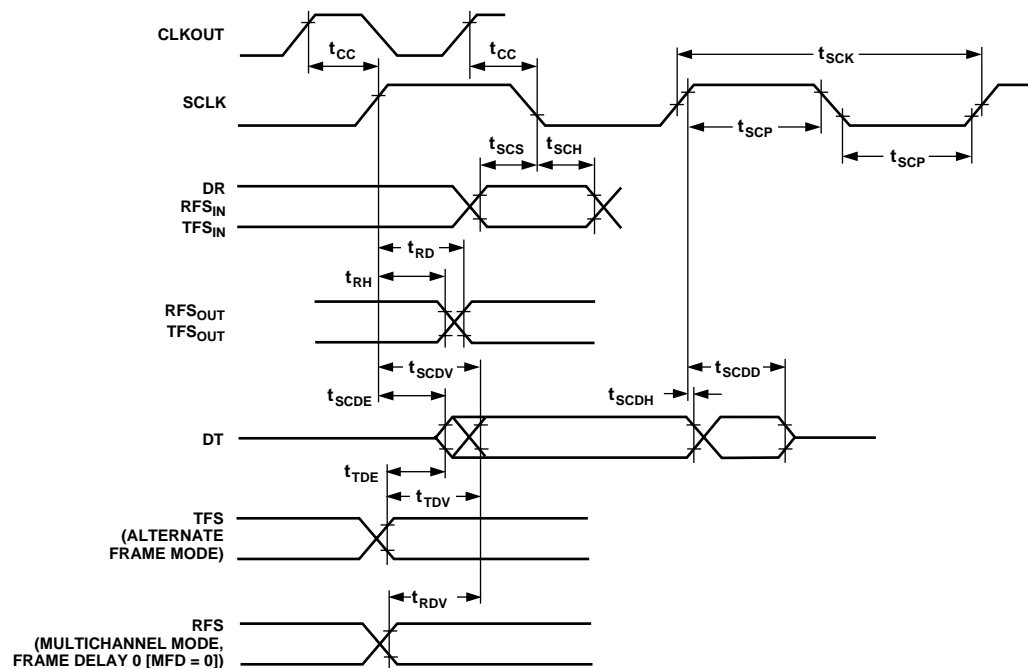 CLKOUT
tCC
tCC
tSCK
SCLK
tSCP
tSCS
tSCH
tSCP
DR
RFSIN
TFSIN
tRD
tRH
RFSOUT
TFSOUT
tSCDV
tSCDD
tSCDE
tSCDH
DT
tTDE
tTDV
TFS
(ALTERNATE
FRAME MODE)
tRDV
RFS
(MULTICHANNEL MODE,
FRAME DELAY 0 [MFD = 0])